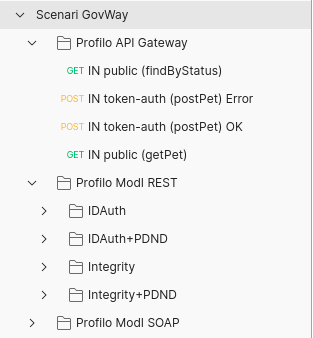 Scenari GovWay
Profilo API Gateway
GET IN public (findByStatus)
POST IN token-auth (postPet) Error
POST IN token-auth (postPet) OK
GET IN public (getPet)
Profilo ModI REST
IDAuth
IDAuth+PDND
Integrity
Integrity+PDND
Profilo ModI SOAP